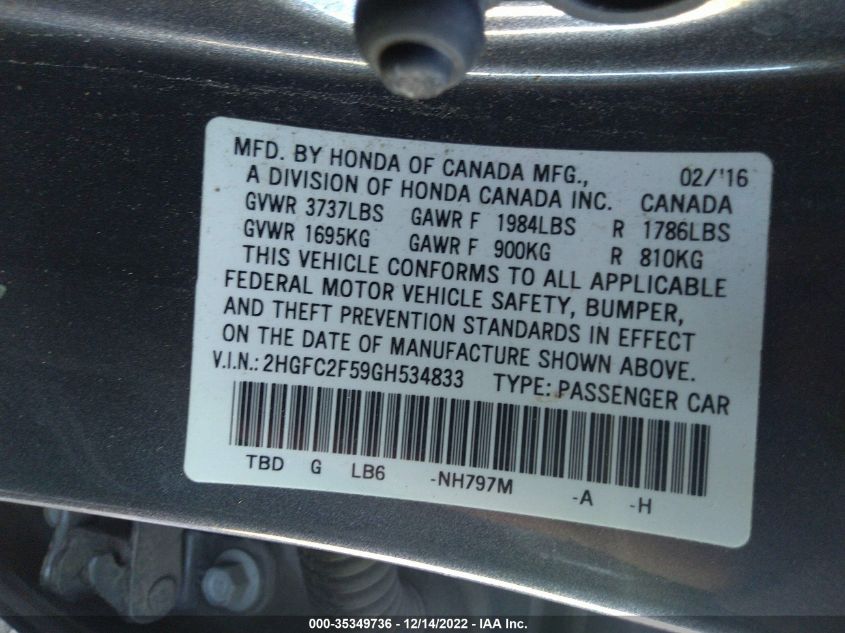 MFD. BY HONDA OF CANADA MFG., 02/'16
A DIVISION OF HONDA CANADA INC. CANADA
GVWR 3737LBS GAWR F 1984LBS R 1786LBS
GVWR 1695KG GAWR F 900KG R 810KG
THIS VEHICLE CONFORMS TO ALL APPLICABLE
FEDERAL MOTOR VEHICLE SAFETY, BUMPER,
AND THEFT PREVENTION STANDARDS IN EFFECT
ON THE DATE OF MANUFACTURE SHOWN ABOVE.
V.I.N.: 2HGFC2F59GH534833 TYPE: PASSENGER CAR
TBD G LB6 -NH797M -A -H
000-35349736 - 12/14/2022 - IAA Inc.